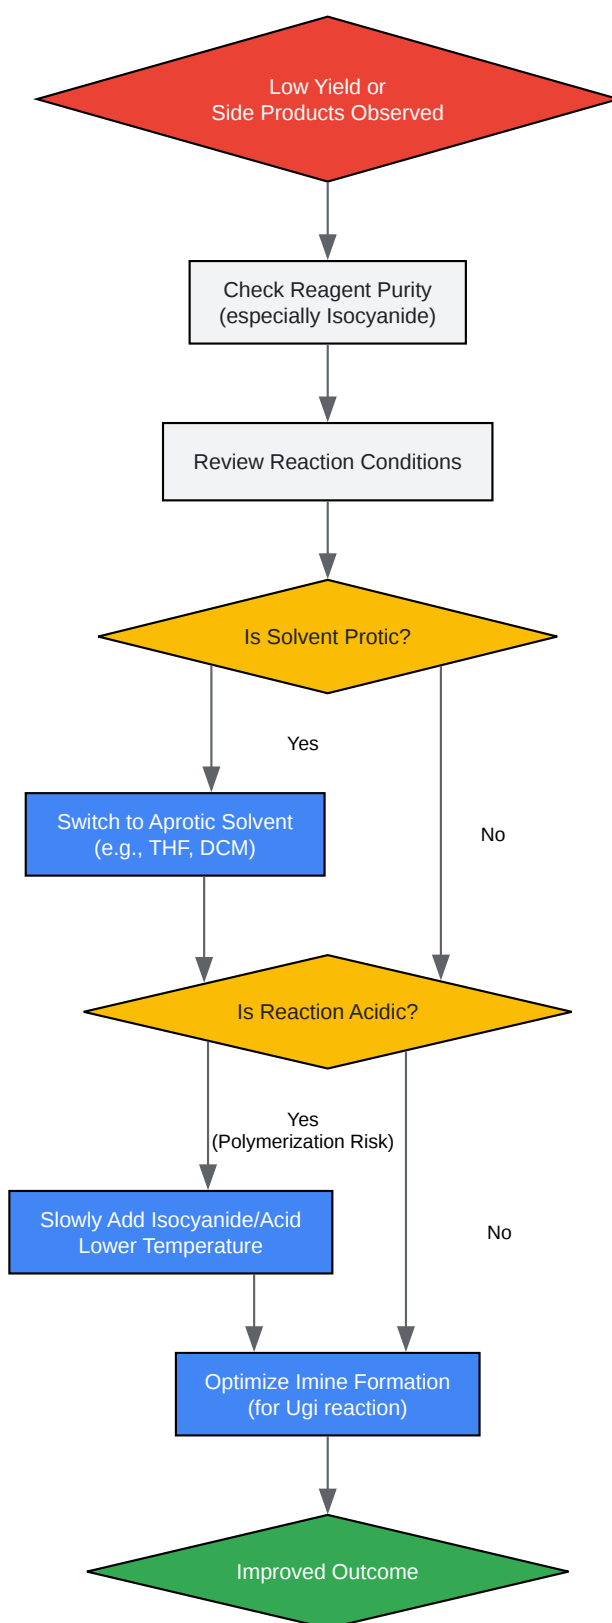 Low Yield or
Side Products Observed
Check Reagent Purity
(especially Isocyanide)
Review Reaction Conditions
Is Solvent Protic?
Yes
Switch to Aprotic Solvent
(e.g., THF, DCM)
No
Is Reaction Acidic?
Yes
(Polymerization Risk)
Slowly Add Isocyanide/Acid
Lower Temperature
No
Optimize Imine Formation
(for Ugi reaction)
Improved Outcome